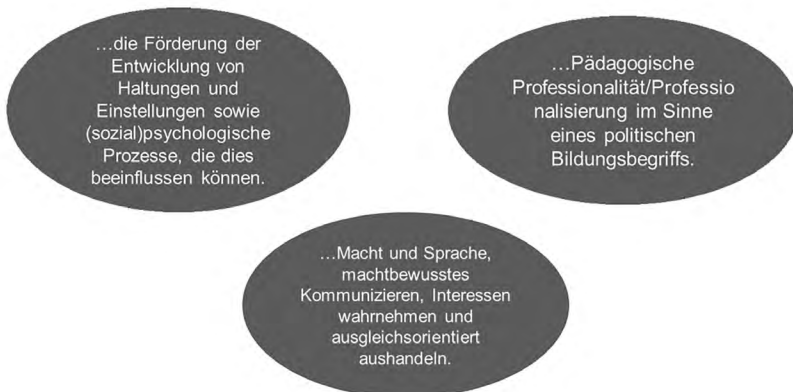 …die Förderung der
Entwicklung von
Haltungen und
Einstellungen sowie
(sozial)psychologische
Prozesse, die dies
beeinflussen können.
…Pädagogische
Professionalität/Professio
nalisierung im Sinne
eines politischen
Bildungsbegriffs.
…Macht und Sprache,
machtbewusstes
Kommunizieren, Interessen
wahrnehmen und
ausgleichsorientiert
aushandeln.